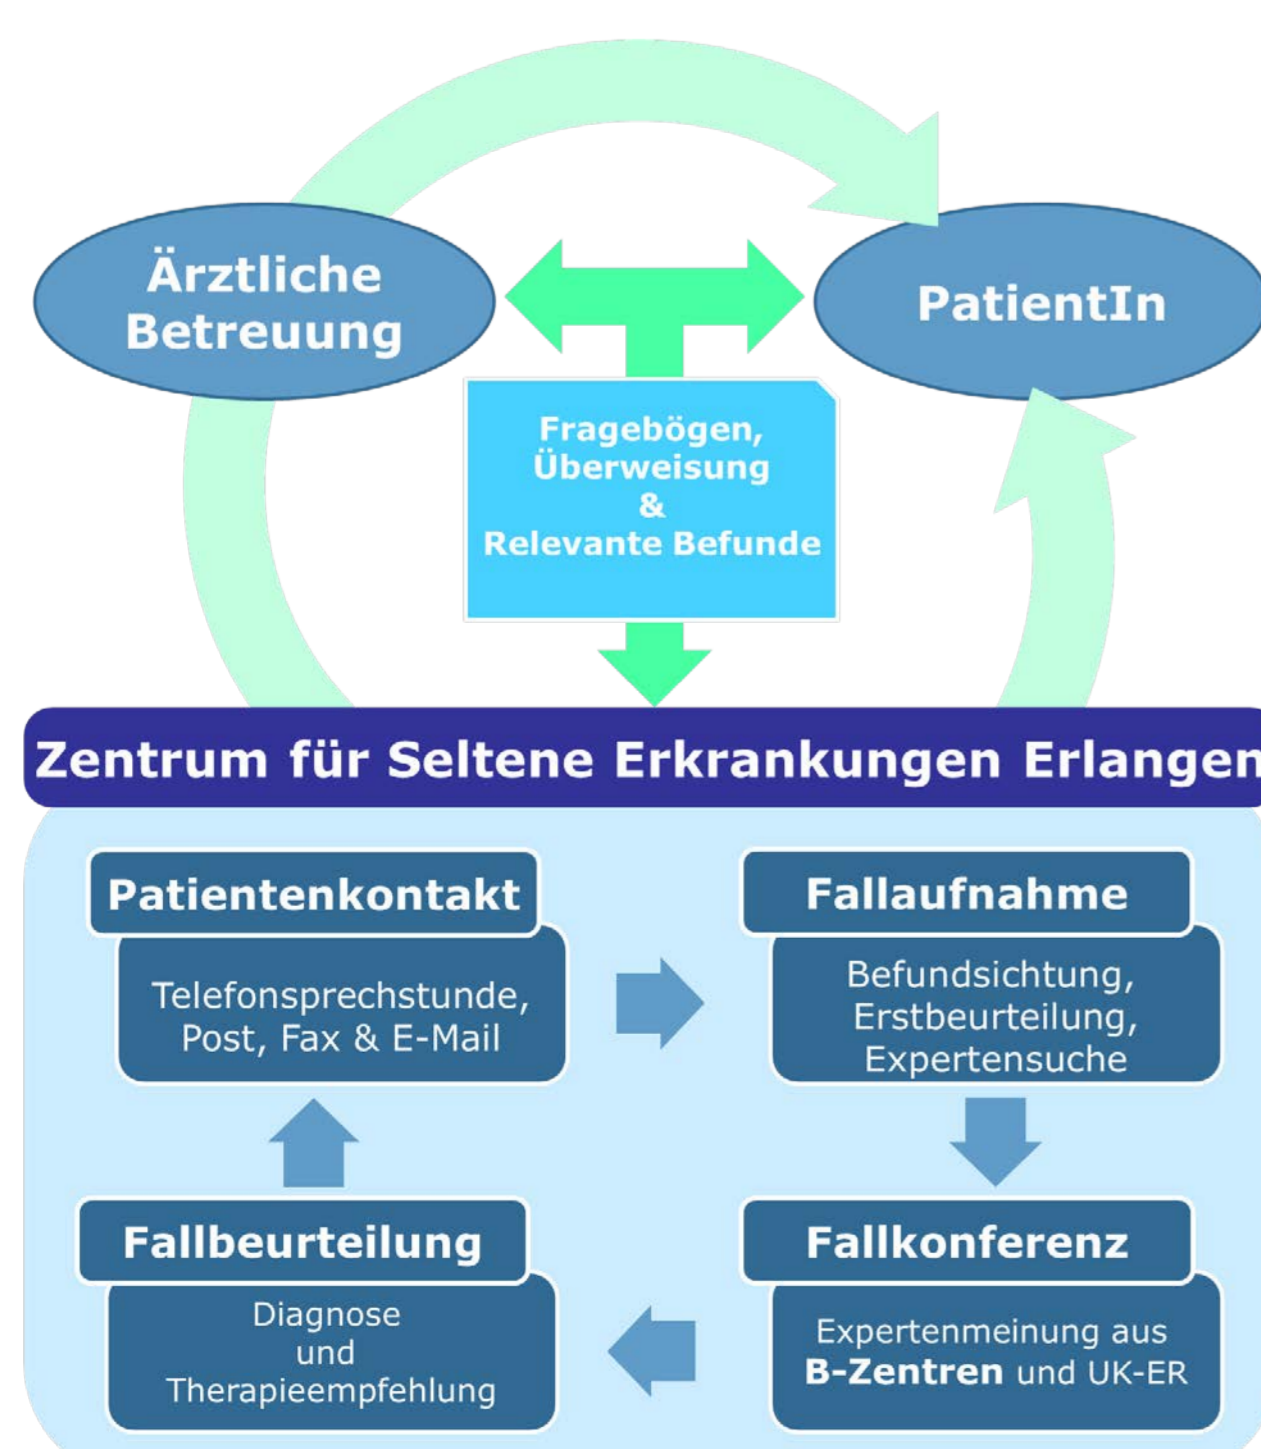 Ärztliche
Betreuung
PatientIn
Fragebögen,
Überweisung
&
Relevante Befunde
Zentrum für Seltene Erkrankungen Erlangen
Patientenkontakt
Telefonsprechstunde,
Post, Fax & E-Mail
Fallaufnahme
Befundsichtung,
Erstbeurteilung,
Expertensuche
Fallbeurteilung
Diagnose
und
Therapieempfehlung
Fallkonferenz
Expertenmeinung aus
B-Zentren und UK-ER